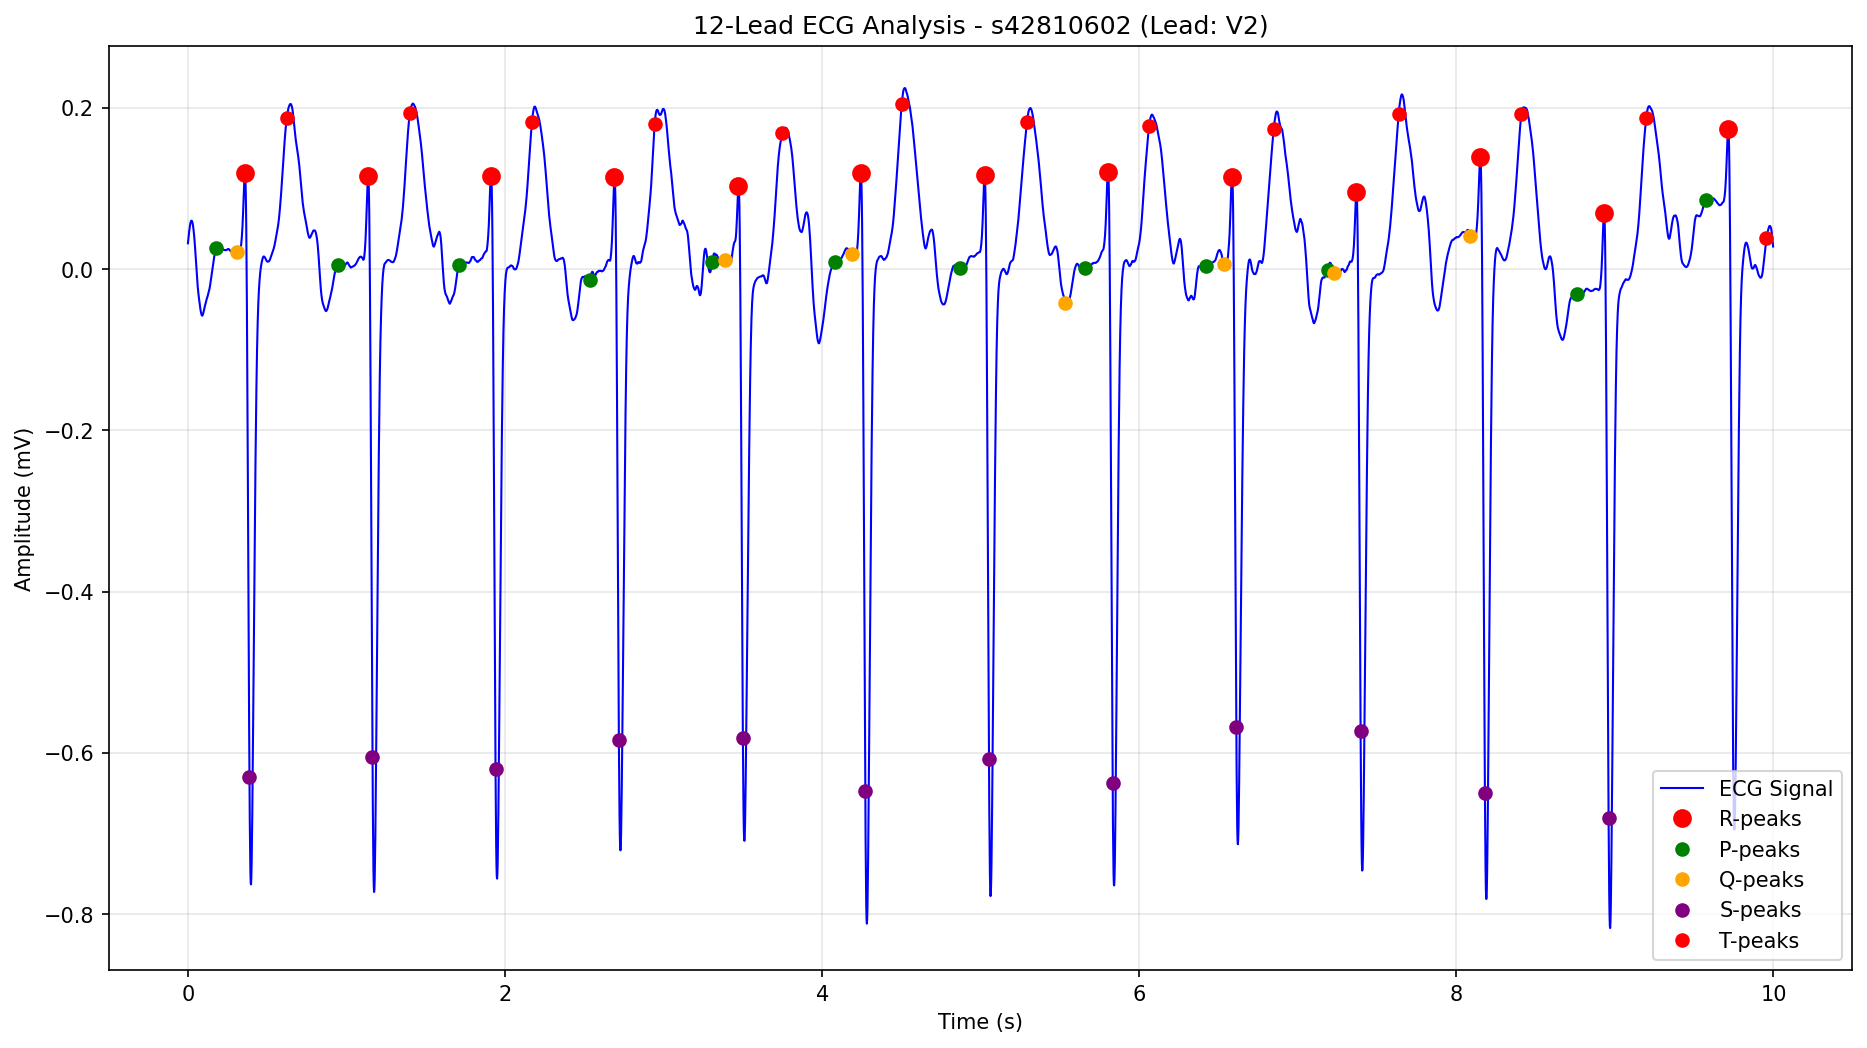 12-Lead ECG Analysis - s42810602 (Lead: V2)
Amplitude (mV)
0.2
0.0
−0.2
−0.4
−0.6
−0.8
0 2 4 6 8 10
Time (s)
ECG Signal
R-peaks
P-peaks
Q-peaks
S-peaks
T-peaks